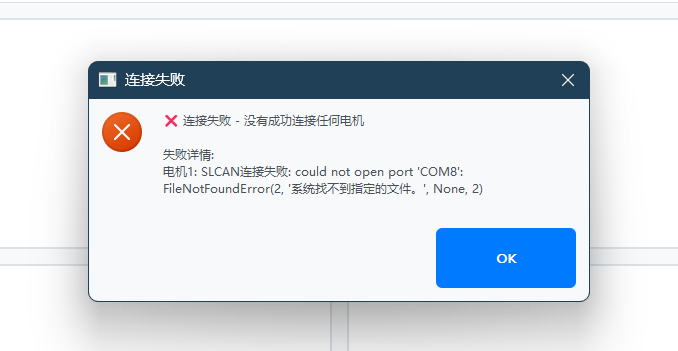 连接失败
❌ 连接失败 - 没有成功连接任何电机
失败详情:
电机1: SLCAN连接失败: could not open port 'COM8':
FileNotFoundError(2, '系统找不到指定的文件。', None, 2)
OK